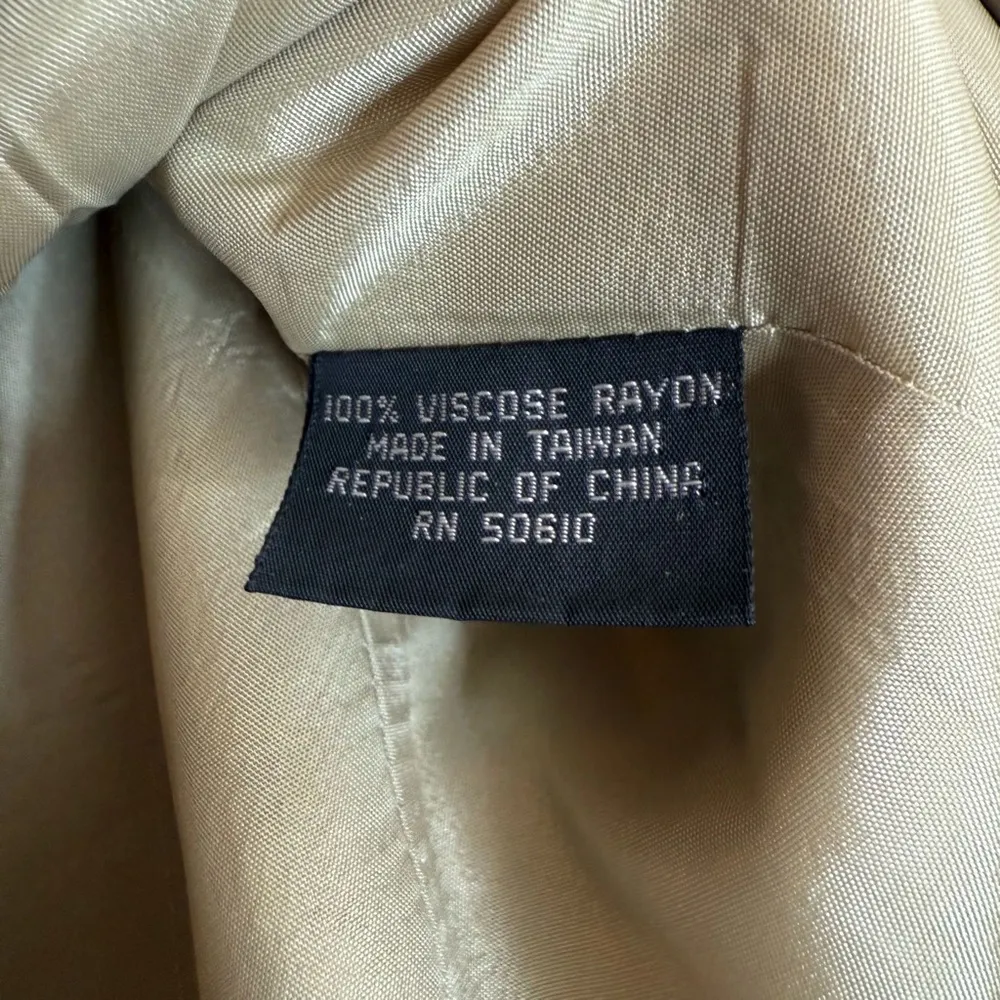 100% VISCOSE RAYON
MADE IN TAIWAN
REPUBLIC OF CHINA
RN 50610